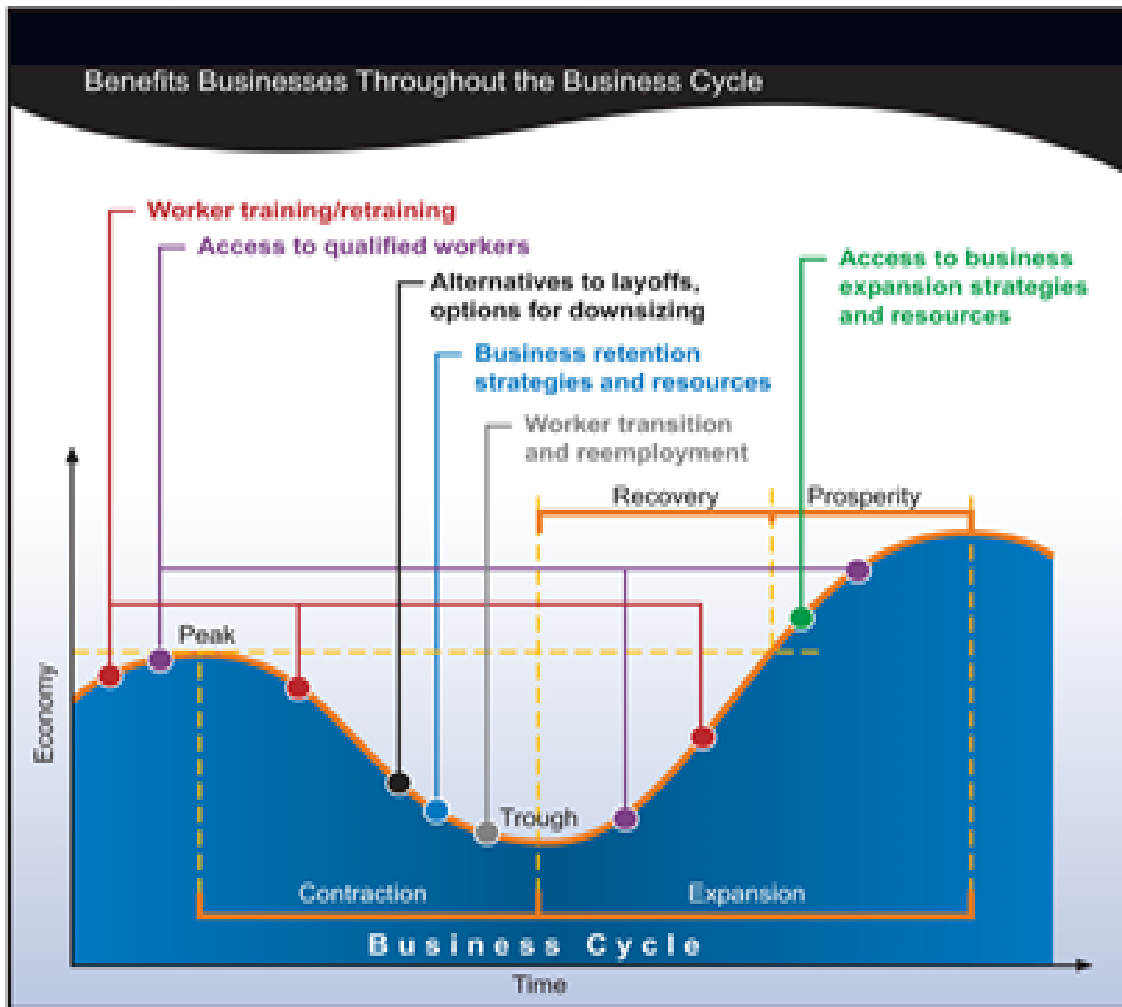 Benefits Businesses Throughout the Business Cycle
Worker training/retraining
Access to qualified workers
Alternatives to layoffs,
options for downsizing
Business retention
strategies and resources
Worker transition
and reemployment
Access to business
expansion strategies
and resources
Recovery
Prosperity
Peak
Trough
Economy
Contraction
Expansion
Business Cycle
Time